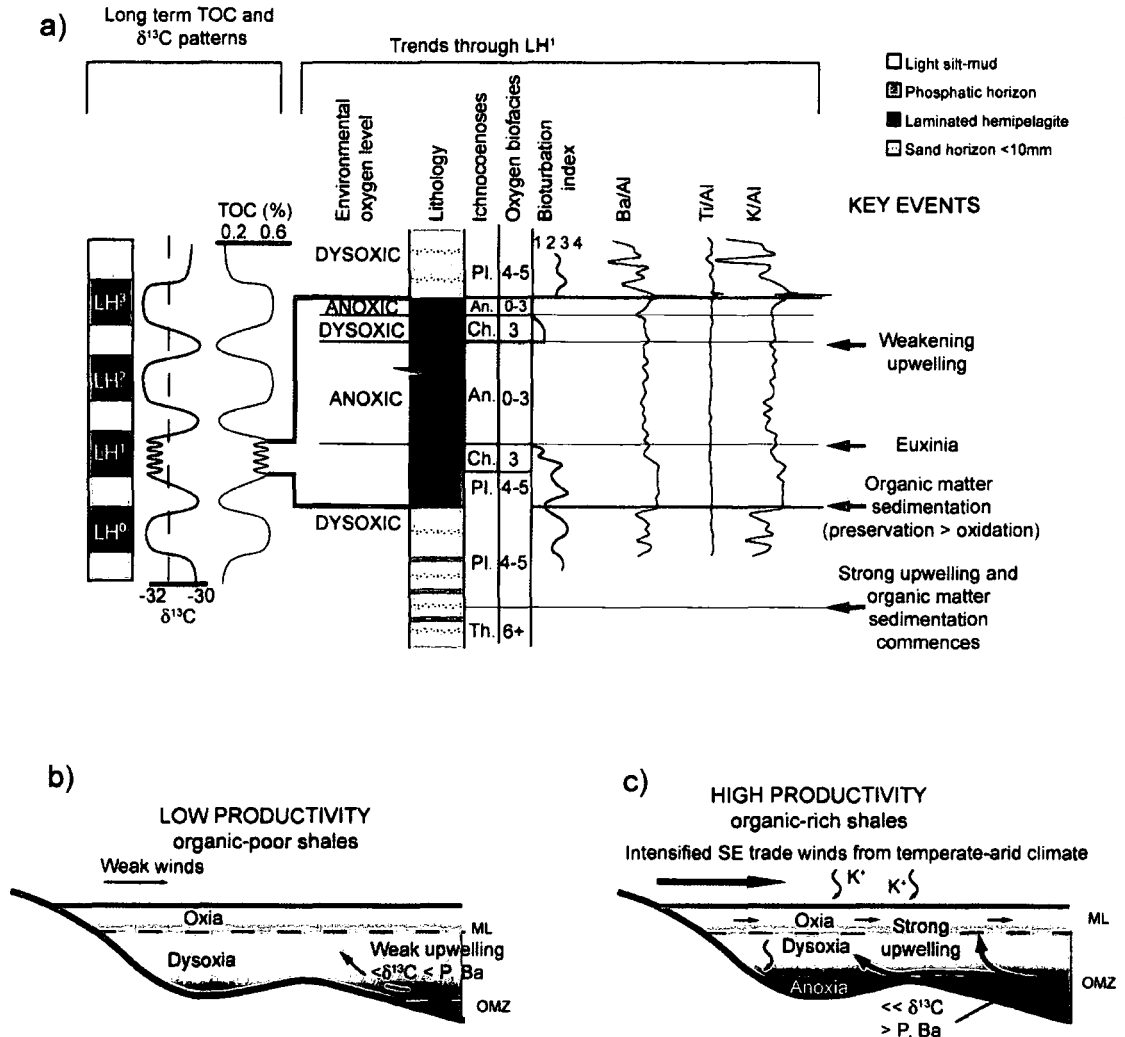 a)
Long term TOC and
δ¹³C patterns
Trends through LH¹
Light silt-mud
Phosphatic horizon
Laminated hemipelagite
Sand horizon <10mm
TOC (%)
0.2 0.6
Environmental
oxygen level
Lithology
Ichnocoenoses
Oxygen biofacies
Bioturbation
index
Ba/Al
Ti/Al
K/Al
KEY EVENTS
1 2 3 4
LH³
LH²
LH¹
LH⁰
-32 -30
δ¹³C
DYSOXIC
Pl. 4-5
ANOXIC
An. 0-3
DYSOXIC
Ch. 3
ANOXIC
An. 0-3
Ch. 3
Pl. 4-5
DYSOXIC
Pl. 4-5
Th. 6+
Weakening
upwelling
Euxinia
Organic matter
sedimentation
(preservation > oxidation)
Strong upwelling and
organic matter
sedimentation
commences
b)
LOW PRODUCTIVITY
organic-poor shales
Weak winds
Oxia
ML
Dysoxia
Weak upwelling
<δ¹³C < P, Ba
OMZ
c)
HIGH PRODUCTIVITY
organic-rich shales
Intensified SE trade winds from temperate-arid climate
K⁺ K⁺
Oxia
ML
Dysoxia
Strong
upwelling
Anoxia
OMZ
<< δ¹³C
> P, Ba